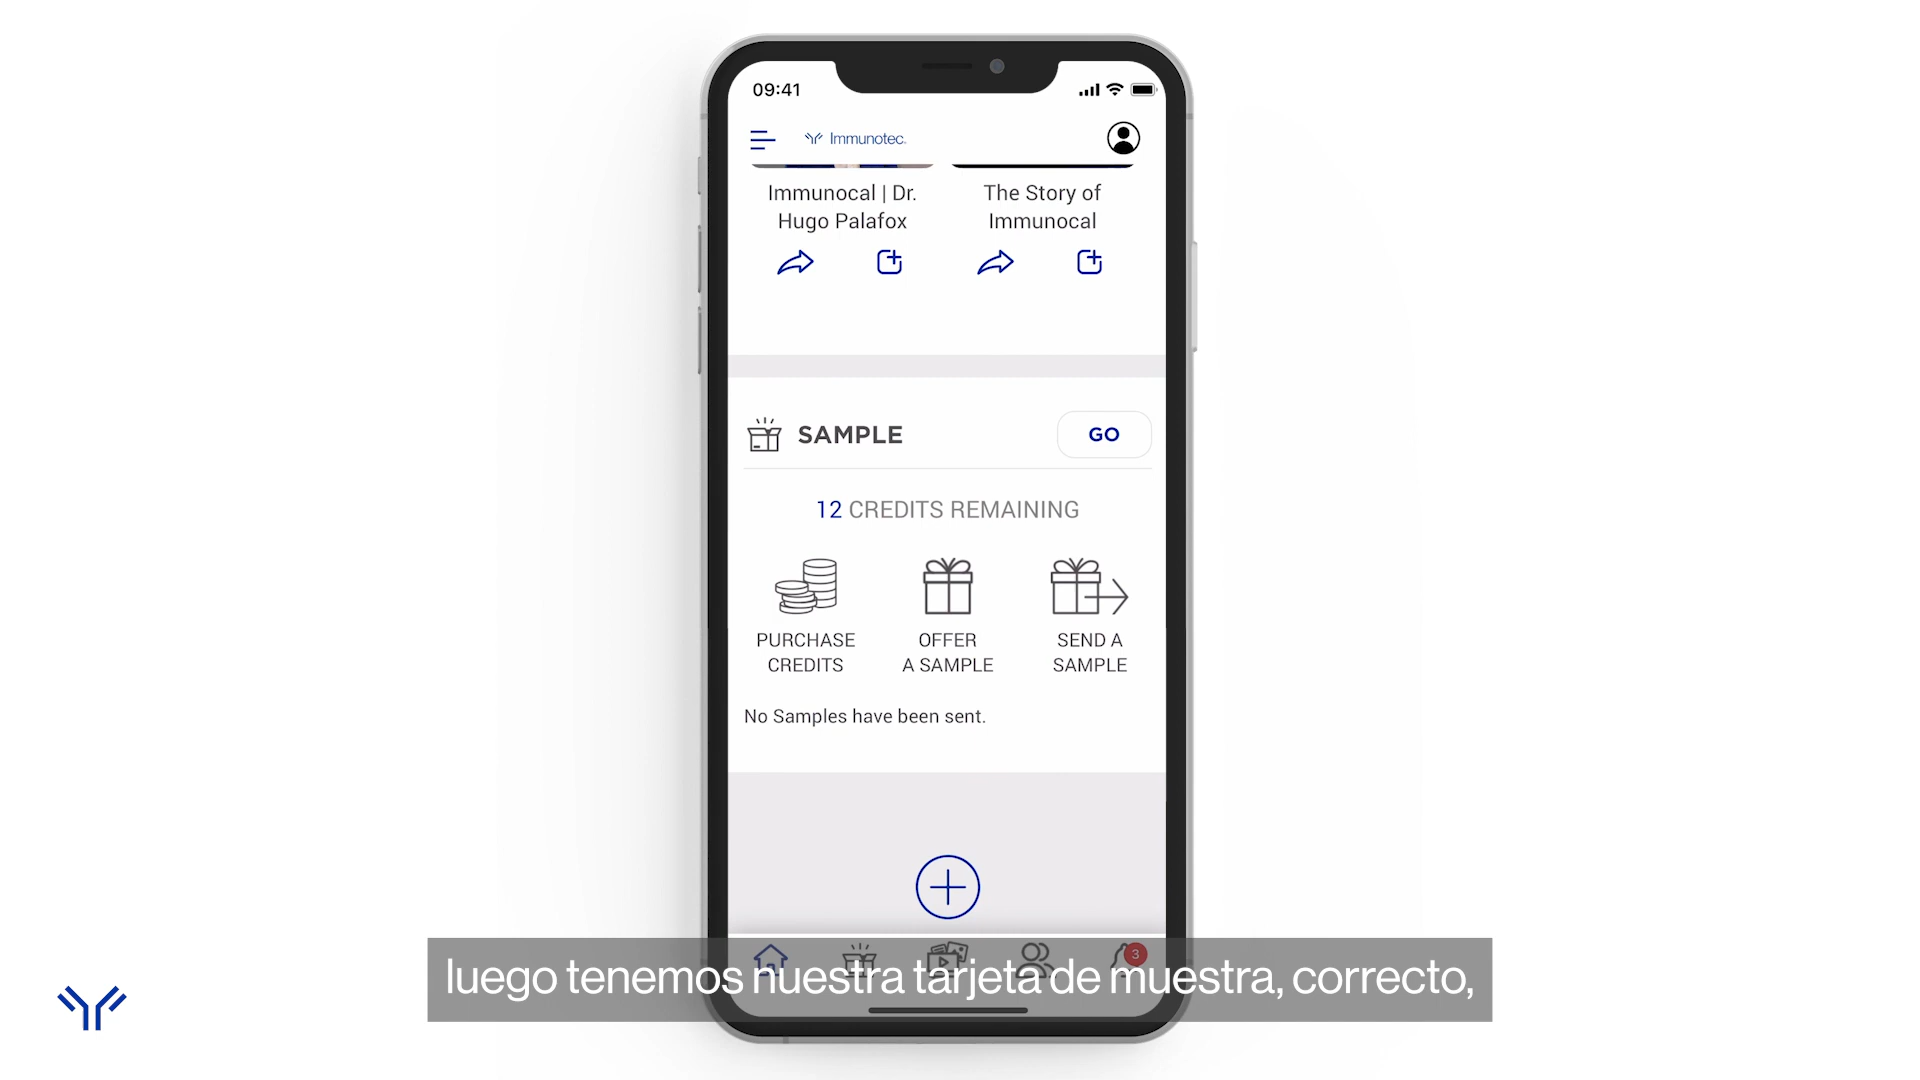 09:41
Immunotec
Immunocal | Dr.
Hugo Palafox
The Story of
Immunocal
SAMPLE
GO
12 CREDITS REMAINING
PURCHASE
CREDITS
OFFER
A SAMPLE
SEND A
SAMPLE
No Samples have been sent.
3
luego tenemos nuestra tarjeta de muestra, correcto,